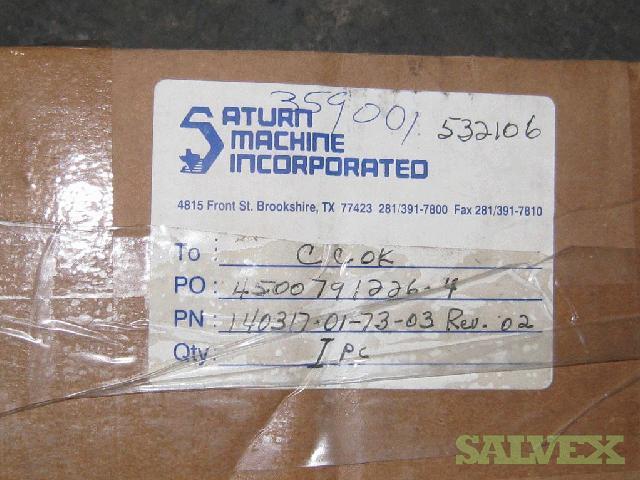 359001 532106
SATURN
MACHINE
INCORPORATED
4815 Front St. Brookshire, TX 77423 281/391-7800 Fax 281/391-7810
To : C C. OK
PO : 4500791226-4
PN : 140317-01-73-03 Rev. 02
Qty : I PC
SALVEX